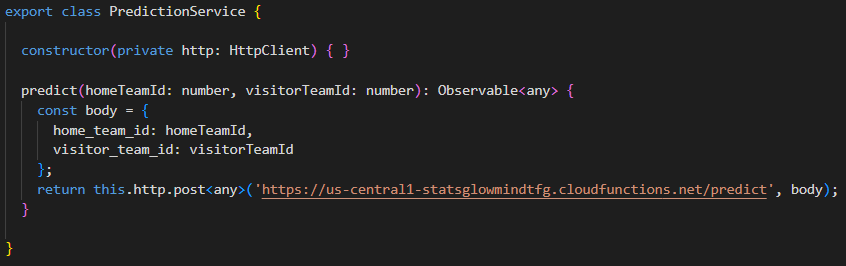 export class PredictionService {
constructor(private http: HttpClient) { }
predict(homeTeamId: number, visitorTeamId: number): Observable<any> {
const body = {
home_team_id: homeTeamId,
visitor_team_id: visitorTeamId
};
return this.http.post<any>('https://us-central1-statsglowmindtfg.cloudfunctions.net/predict', body);
}
}